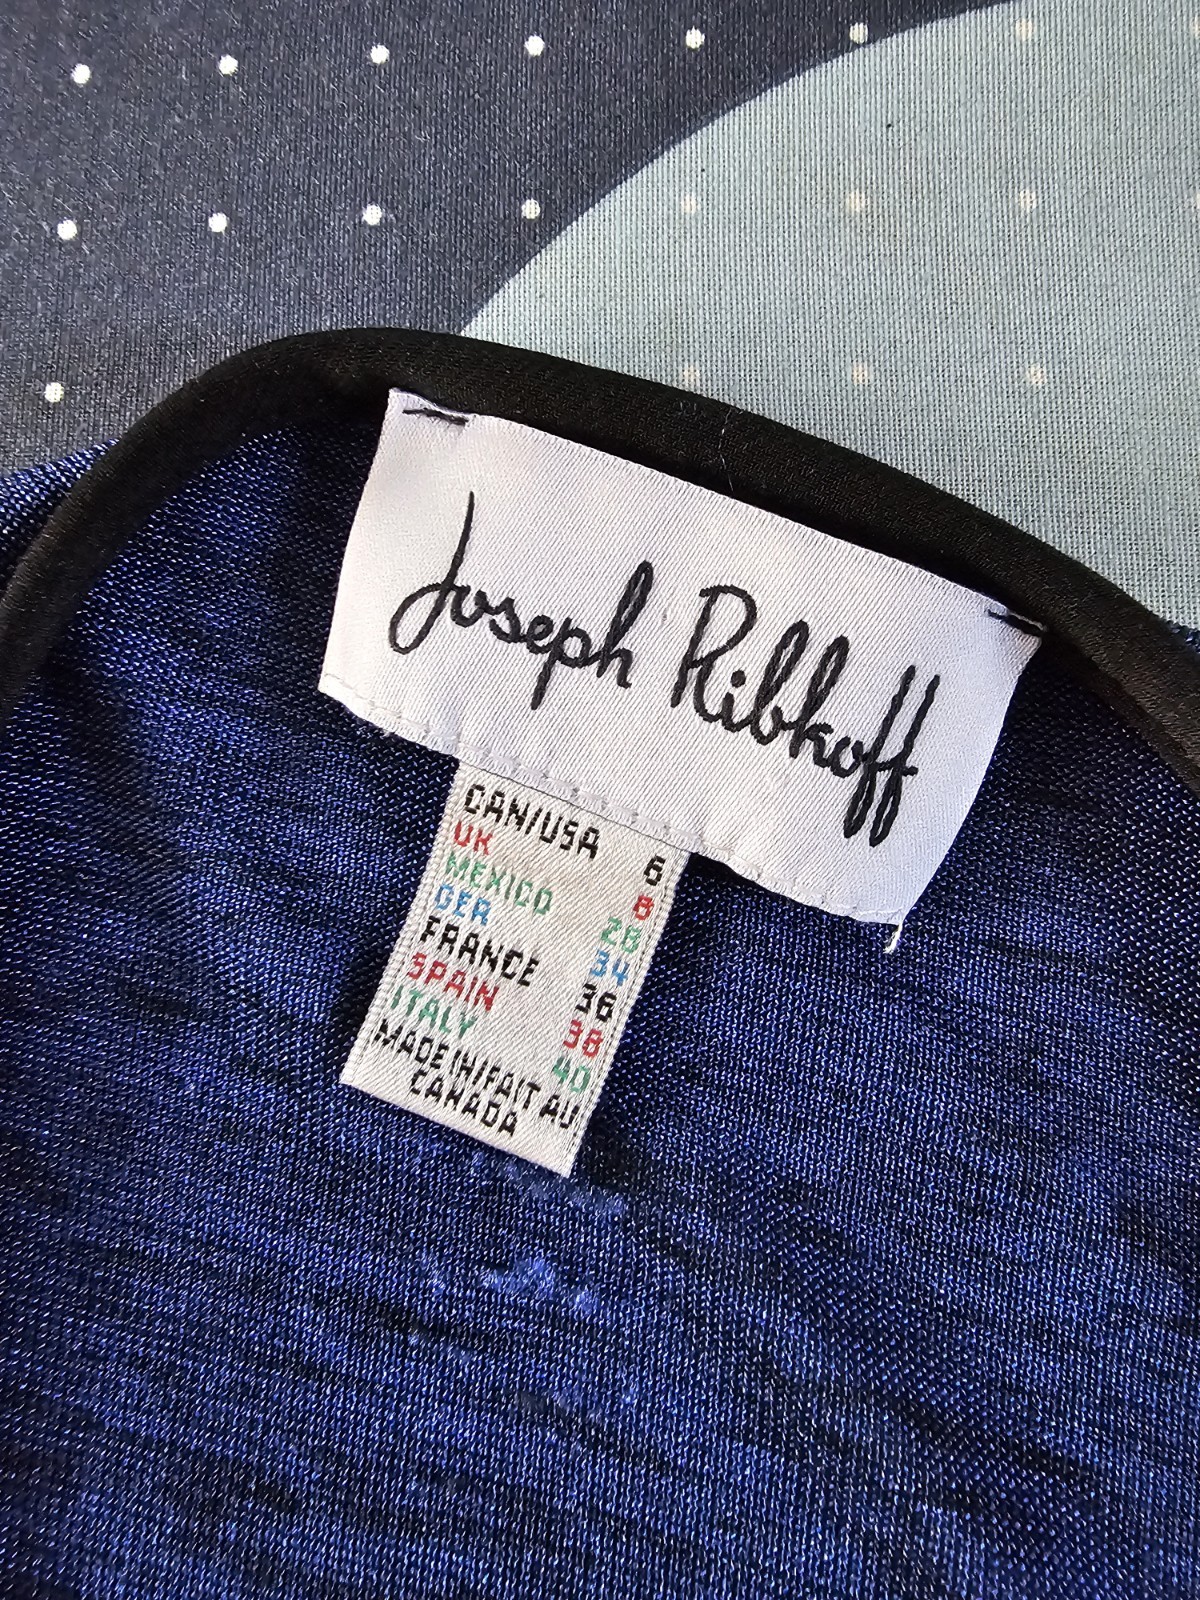 Joseph Ribkoff
CAN/USA 6
UK 8
MEXICO 28
GER 34
FRANCE 36
SPAIN 38
ITALY 40
MADE IN/FAIT AU
CANADA